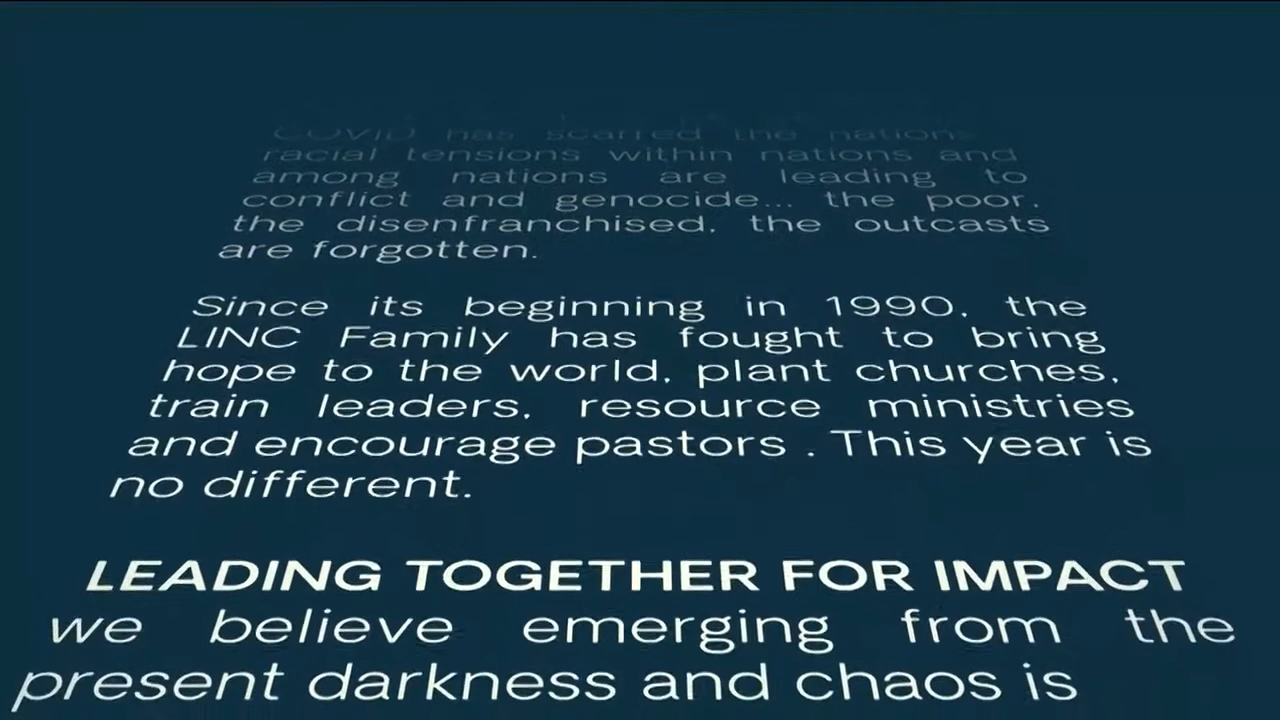 COVID has scarred the nations
racial tensions within nations and
among nations are leading to
conflict and genocide... the poor,
the disenfranchised, the outcasts
are forgotten.
Since its beginning in 1990, the
LINC Family has fought to bring
hope to the world, plant churches,
train leaders, resource ministries
and encourage pastors . This year is
no different.
LEADING TOGETHER FOR IMPACT
we believe emerging from the
present darkness and chaos is